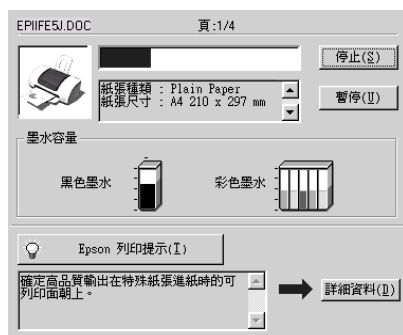 EPIIFE5J.DOC 頁:1/4
停止(S)
紙張種類 : Plain Paper
紙張尺寸 : A4 210 x 297 mm
暫停(U)
墨水容量
黑色墨水 彩色墨水
Epson 列印提示(I)
確定高品質輸出在特殊紙張進紙時的可
列印面朝上。
詳細資料(D)